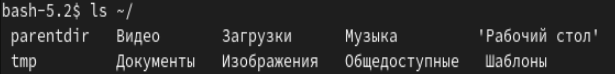 bash-5.2$ ls ~/
parentdir Видео Загрузки Музыка 'Рабочий стол'
tmp Документы Изображения Общедоступные Шаблоны